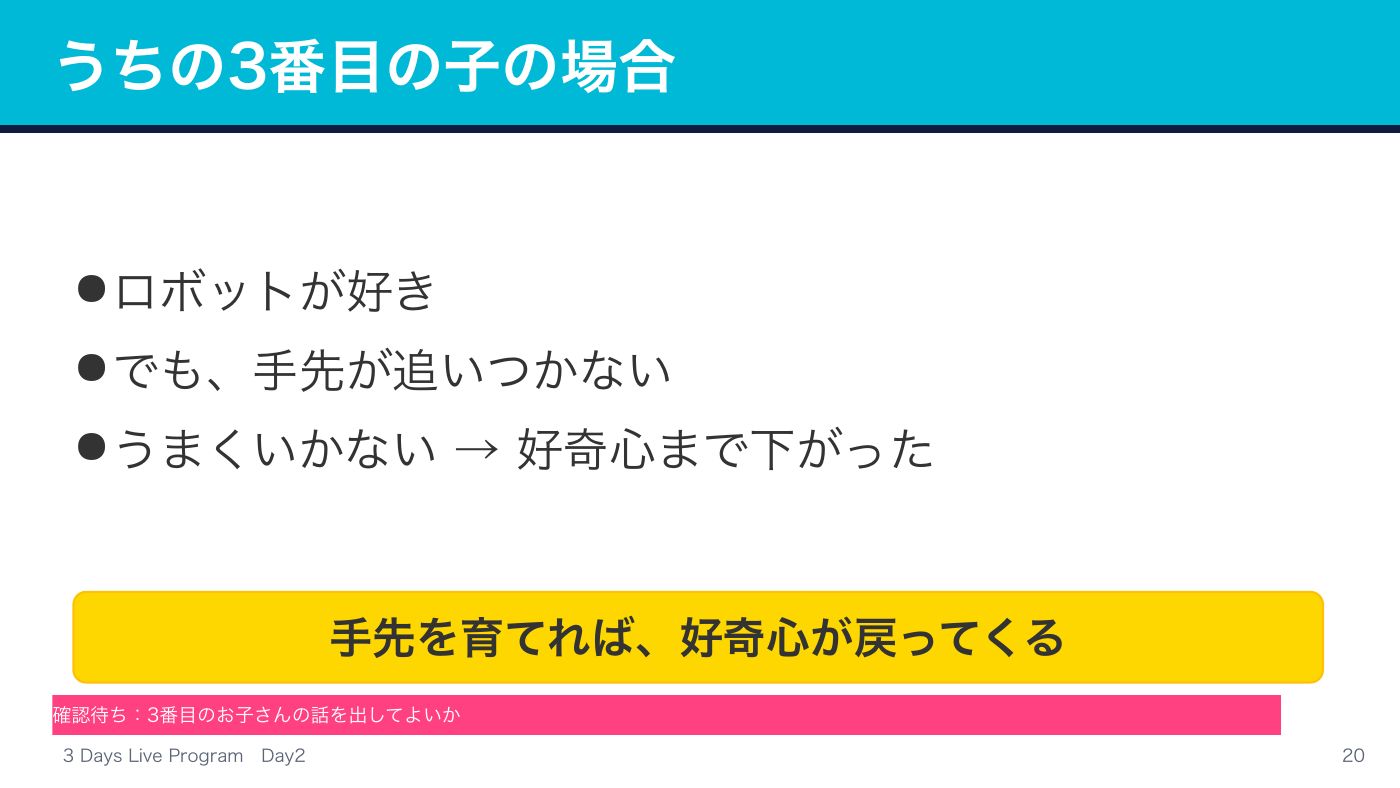 うちの3番目の子の場合
●ロボットが好き
●でも、手先が追いつかない
●うまくいかない → 好奇心まで下がった
手先を育てれば、好奇心が戻ってくる
確認待ち：3番目のお子さんの話を出してよいか
3 Days Live Program　Day2
20